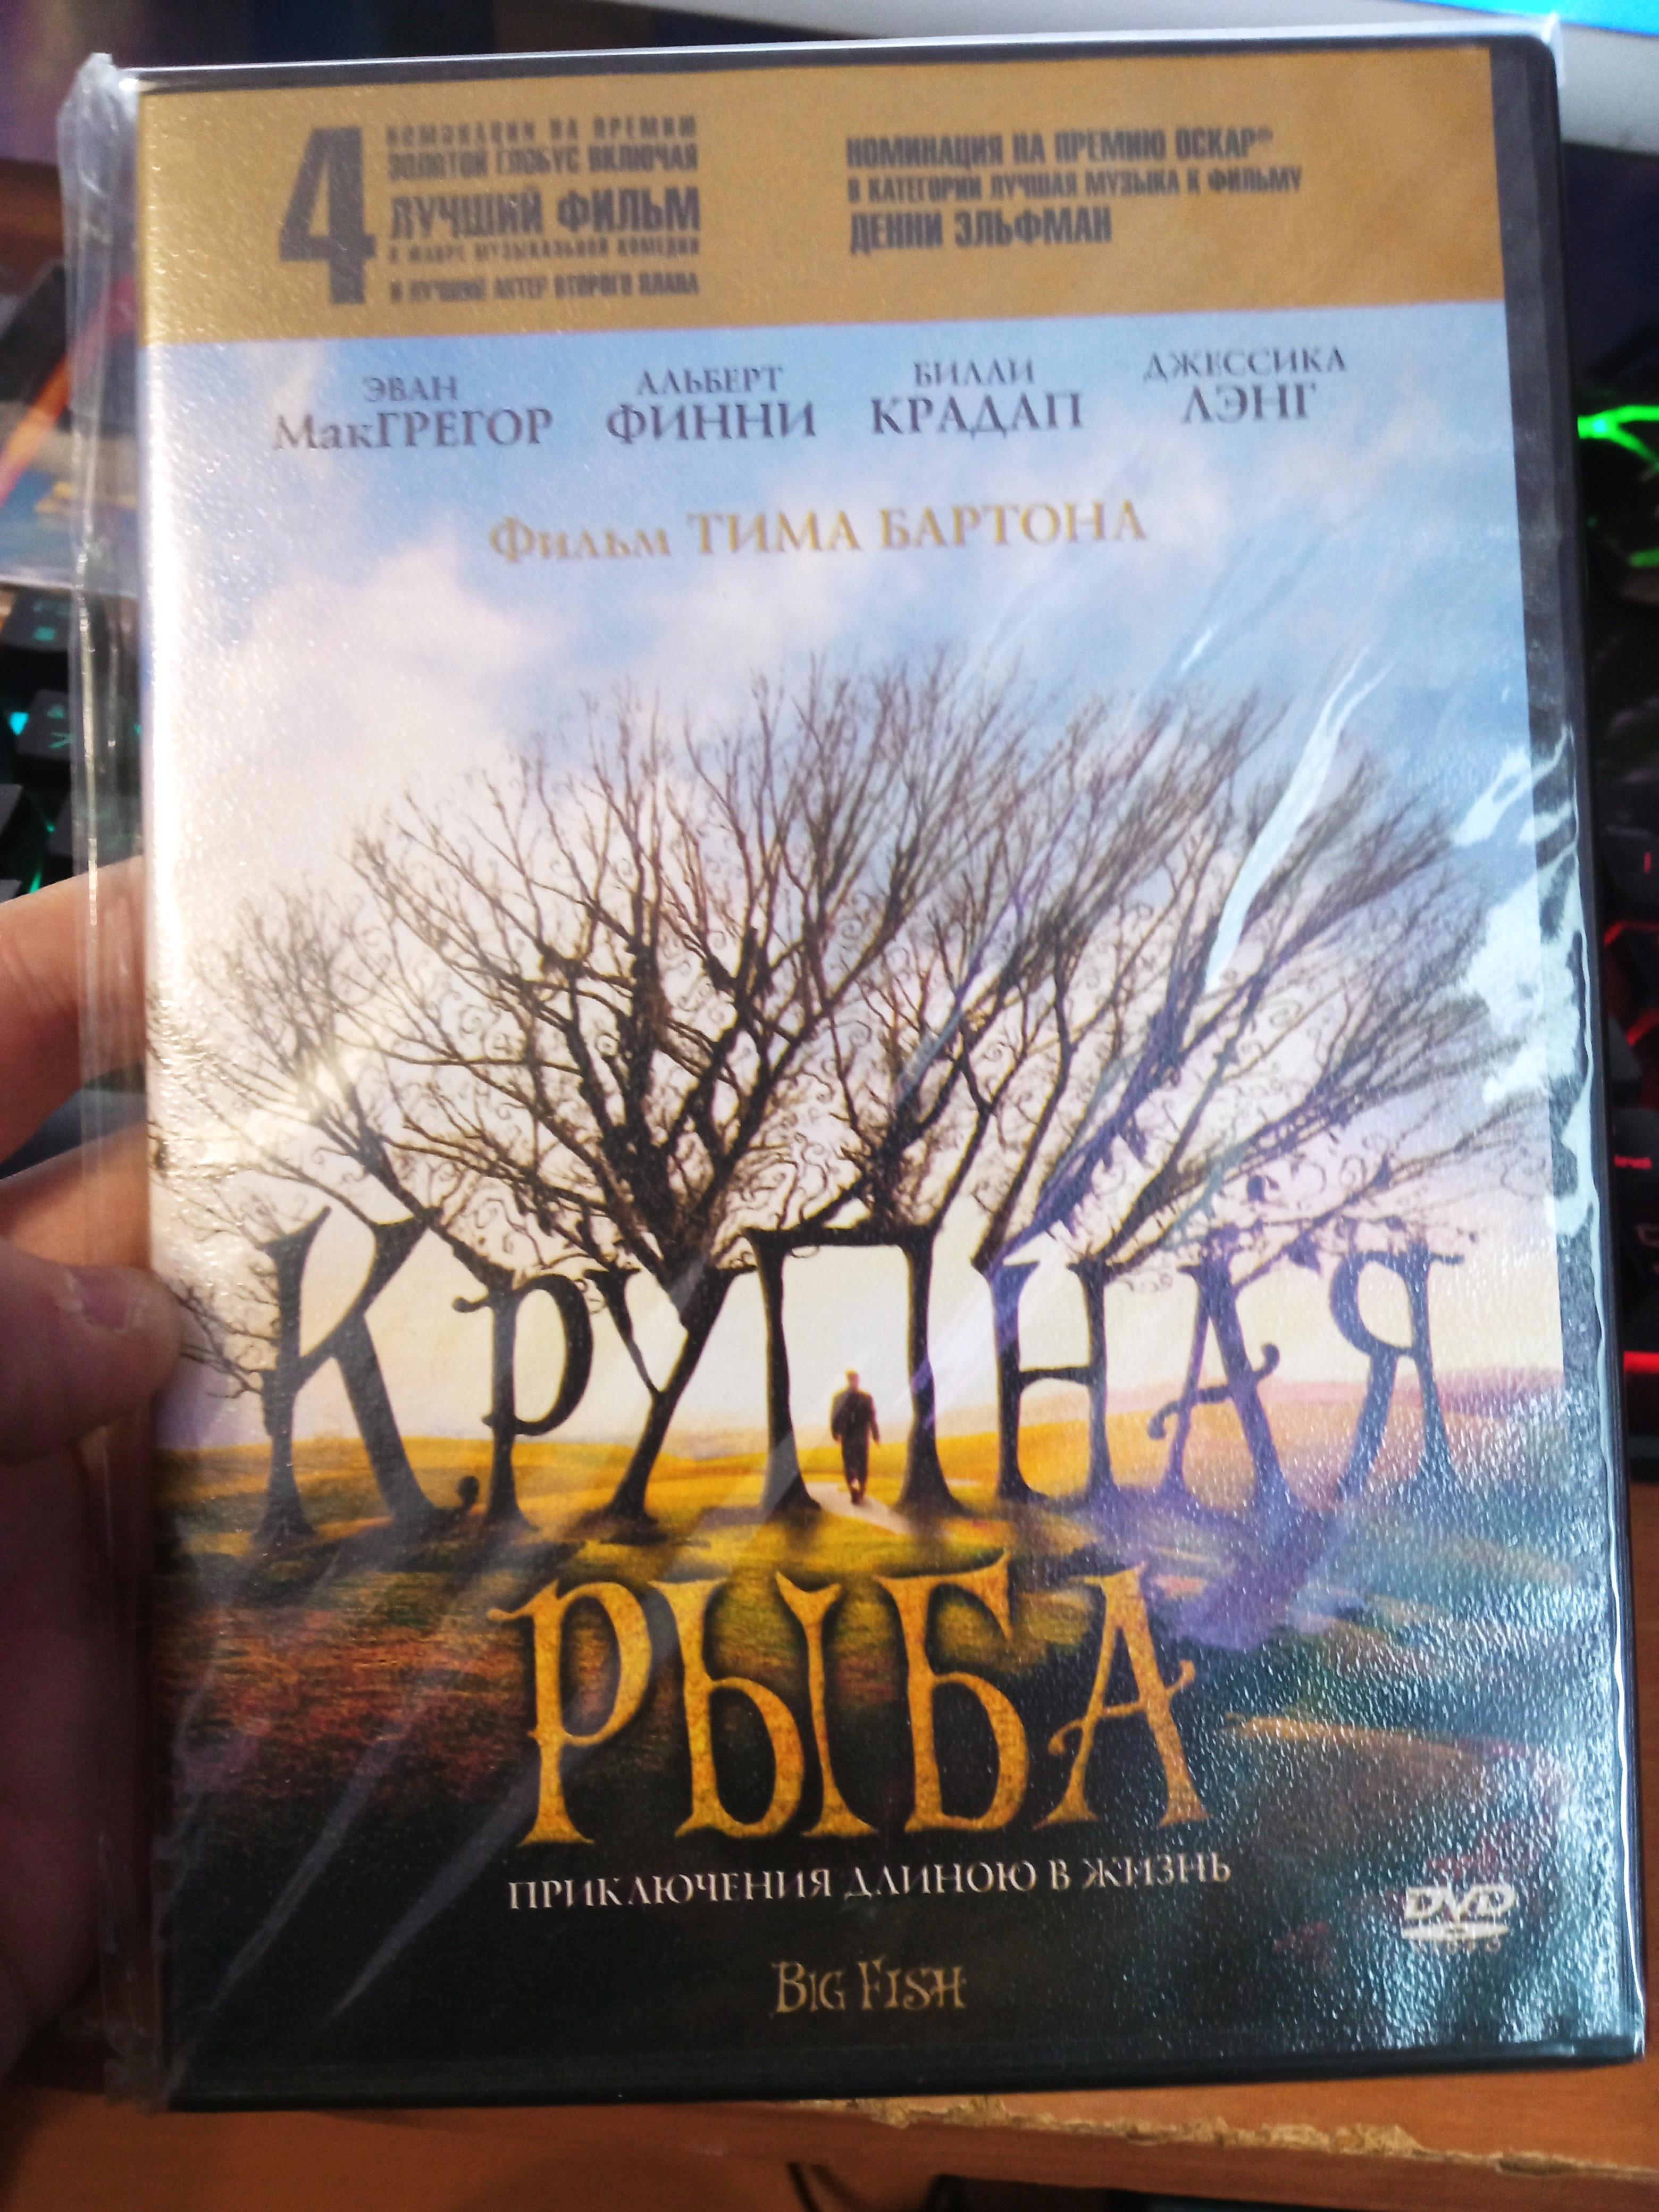 4
НОМИНАЦИИ НА ПРЕМИЮ
ЗОЛОТОЙ ГЛОБУС ВКЛЮЧАЯ
ЛУЧШИЙ ФИЛЬМ
В ЖАНРЕ МУЗЫКАЛЬНОЙ КОМЕДИИ
И ЛУЧШИЙ АКТЕР ВТОРОГО ПЛАНА
НОМИНАЦИЯ НА ПРЕМИЮ ОСКАР®
В КАТЕГОРИИ ЛУЧШАЯ МУЗЫКА К ФИЛЬМУ
ДЕННИ ЭЛЬФМАН
ЭВАН
МакГРЕГОР
АЛЬБЕРТ
ФИННИ
БИЛЛИ
КРАДАП
ДЖЕССИКА
ЛЭНГ
Фильм ТИМА БАРТОНА
КРУПНАЯ
РЫБА
ПРИКЛЮЧЕНИЯ ДЛИНОЮ В ЖИЗНЬ
DVD
VIDEO
BIG FISH